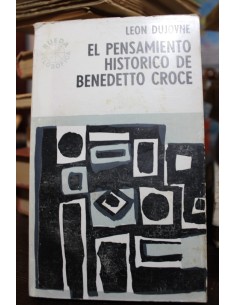 LEON DUJOVNE
EL PENSAMIENTO
HISTORICO DE
BENEDETTO CROCE